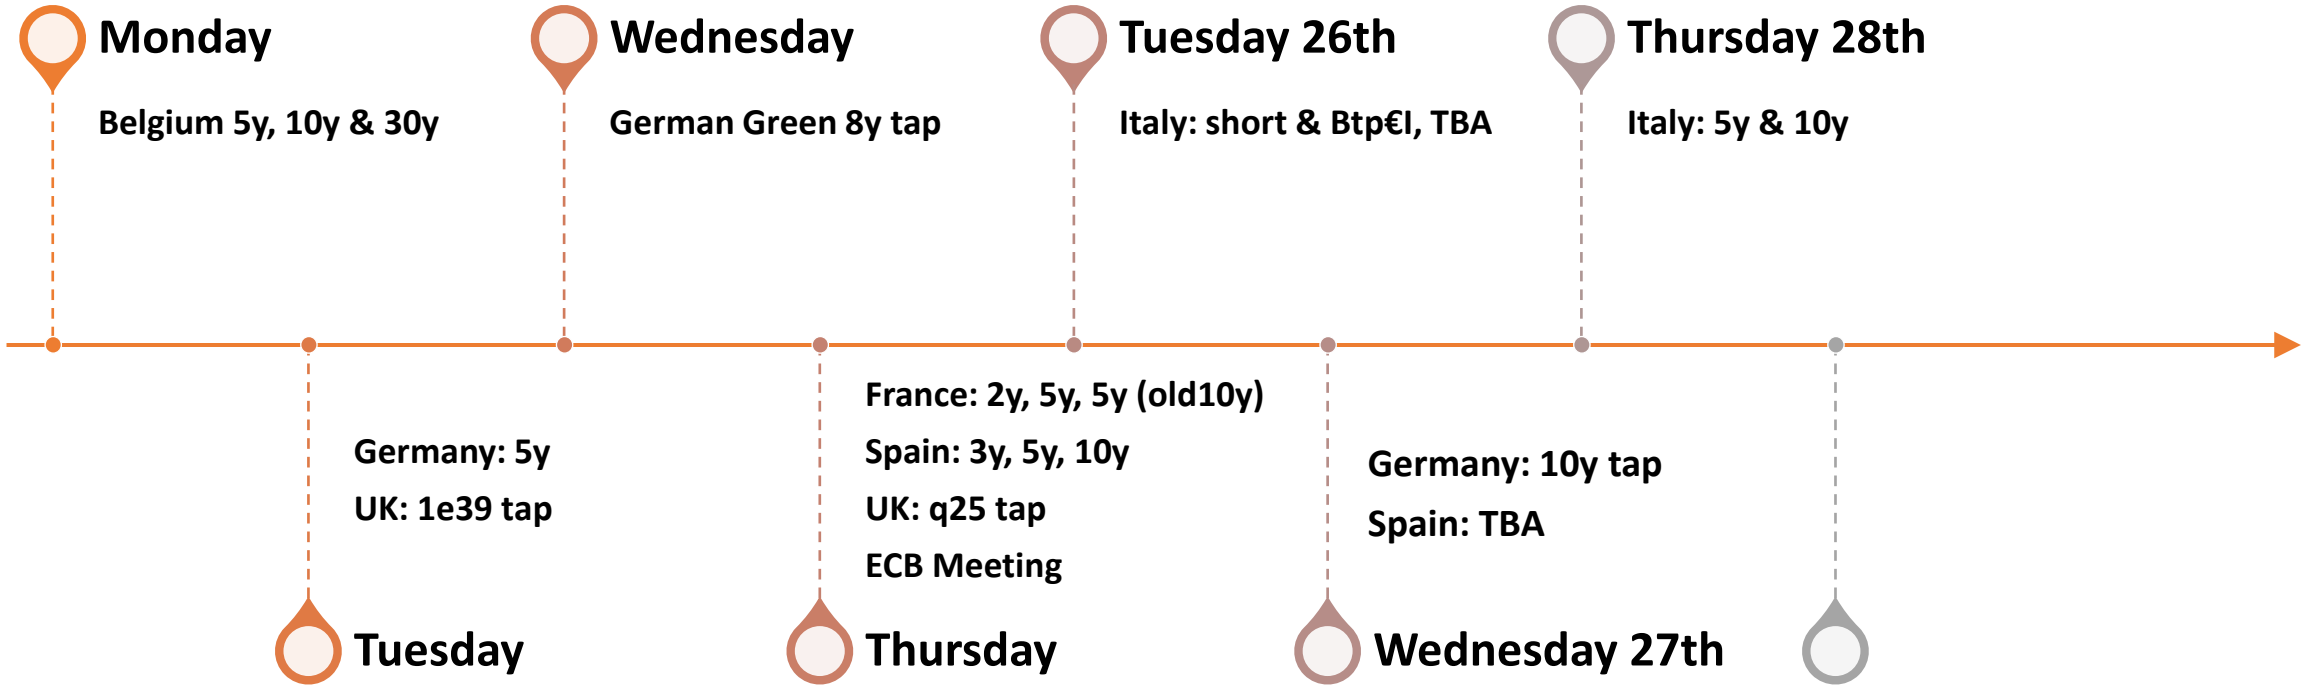 Monday
Belgium 5y, 10y & 30y
Wednesday
German Green 8y tap
Tuesday 26th
Italy: short & Btp€I, TBA
Thursday 28th
Italy: 5y & 10y
Germany: 5y
UK: 1e39 tap
Tuesday
France: 2y, 5y, 5y (old10y)
Spain: 3y, 5y, 10y
UK: q25 tap
ECB Meeting
Thursday
Germany: 10y tap
Spain: TBA
Wednesday 27th